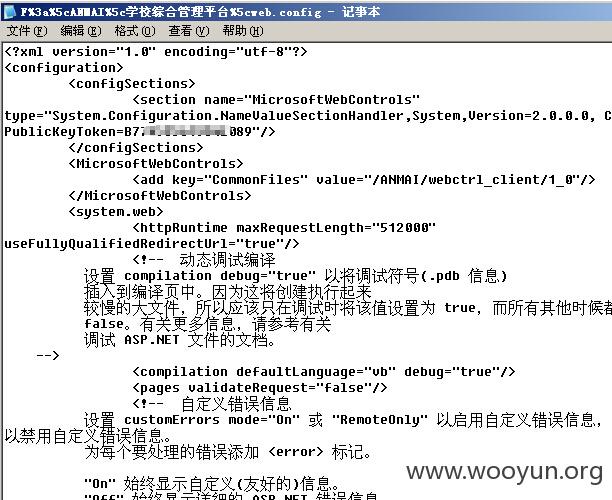 F%3a%5cANMAI%5c学校综合管理平台%5cweb.config - 记事本
文件(F) 编辑(E) 格式(O) 查看(V) 帮助(H)
<?xml version="1.0" encoding="utf-8"?>
<configuration>
<configSections>
<section name="MicrosoftWebControls"
type="System.Configuration.NameValueSectionHandler,System,Version=2.0.0.0, C
PublicKeyToken=B77 089"/>
</configSections>
<MicrosoftWebControls>
<add key="CommonFiles" value="/ANMAI/webctrl_client/1_0"/>
</MicrosoftWebControls>
<system.web>
<httpRuntime maxRequestLength="512000"
useFullyQualifiedRedirectUrl="true"/>
<!-- 动态调试编译
设置 compilation debug="true" 以将调试符号(.pdb 信息)
插入到编译页中。因为这将创建执行起来
较慢的大文件，所以应该只在调试时将该值设置为 true，而所有其他时候都
false。有关更多信息，请参考有关
调试 ASP.NET 文件的文档。
-->
<compilation defaultLanguage="vb" debug="true"/>
<pages validateRequest="false"/>
<!-- 自定义错误信息
设置 customErrors mode="On" 或 "RemoteOnly" 以启用自定义错误信息，
以禁用自定义错误信息。
为每个要处理的错误添加 <error> 标记。
"On" 始终显示自定义(友好的)信息。
"Off" 始终显示详细的 ASP.NET 错误信息
www.wooyun.org